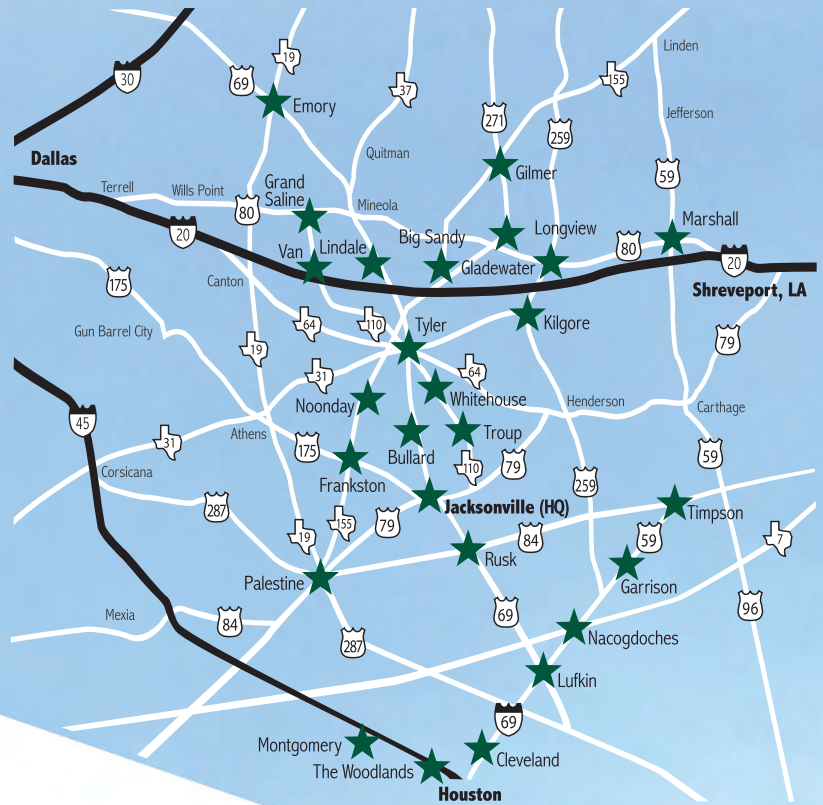 19
Linden
30
69
155
37
Emory
271
Jefferson
259
Quitman
Dallas
Gilmer
59
Terrell
Wills Point
Grand
Saline
80
Mineola
Marshall
20
Van
Lindale
Big Sandy
Longview
80
20
Gladewater
175
Canton
Shreveport, LA
64
110
Tyler
Kilgore
Gun Barrel City
79
19
31
64
Noonday
Whitehouse
Henderson
Carthage
45
31
Athens
175
Bullard
Troup
59
Corsicana
110
79
Frankston
259
287
Jacksonville (HQ)
Timpson
19
155
79
84
59
7
Rusk
Palestine
Garrison
Mexia
84
69
96
287
Nacogdoches
Lufkin
69
Montgomery
Cleveland
The Woodlands
Houston